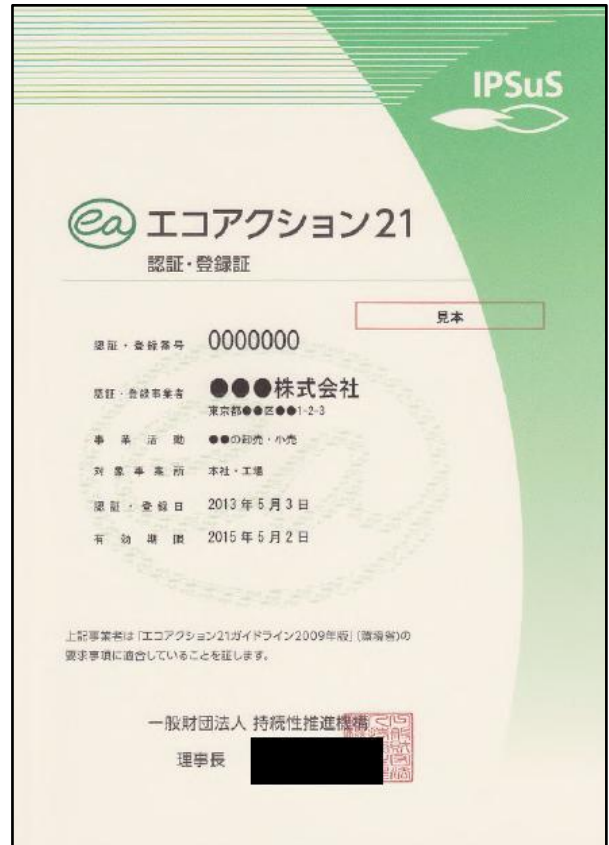 IPSuS
ea エコアクション21
認証・登録証
見本
認証・登録番号 0000000
認証・登録事業者 ●●●株式会社
東京都●●区●●1-2-3
事業活動 ●●の卸売・小売
対象事業所 本社・工場
認証・登録日 2013年5月3日
有効期限 2015年5月2日
上記事業者は「エコアクション21ガイドライン2009年版」(環境省)の
要求事項に適合していることを証します。
一般財団法人 持続性推進機構
理事長